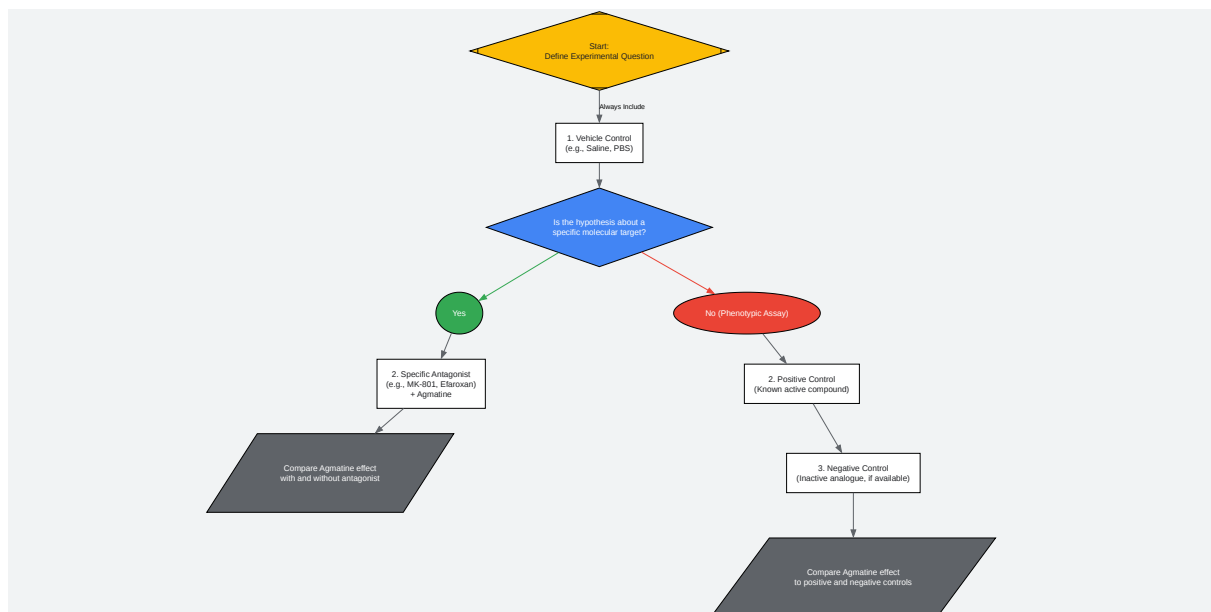 Start:
Define Experimental Question
Always Include
1. Vehicle Control
(e.g., Saline, PBS)
Is the hypothesis about a
specific molecular target?
Yes
No (Phenotypic Assay)
2. Specific Antagonist
(e.g., MK-801, Efaroxan)
+ Agmatine
2. Positive Control
(Known active compound)
Compare Agmatine effect
with and without antagonist
3. Negative Control
(Inactive analogue, if available)
Compare Agmatine effect
to positive and negative controls